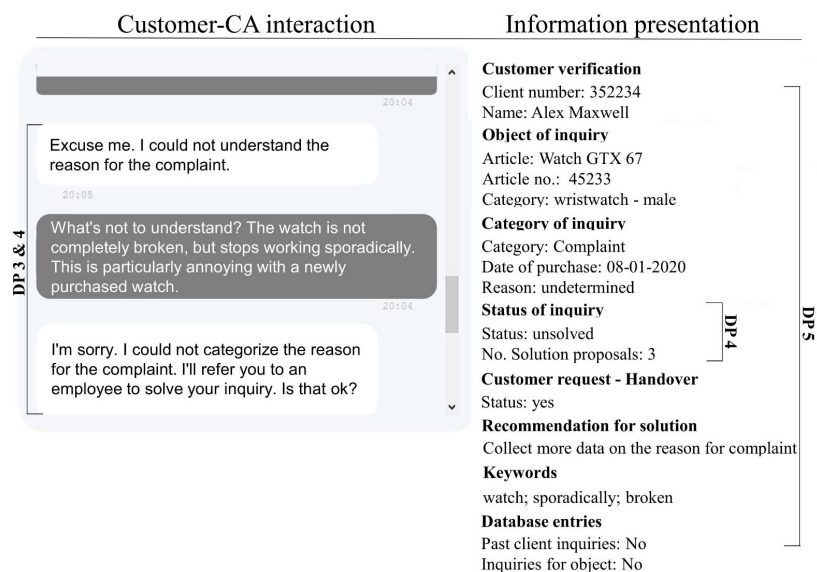 Customer-CA interaction
20:04
Excuse me. I could not understand the
reason for the complaint.
20:05
What's not to understand? The watch is not
completely broken, but stops working sporadically.
This is particularly annoying with a newly
purchased watch.
20:04
I'm sorry. I could not categorize the reason
for the complaint. I'll refer you to an
employee to solve your inquiry. Is that ok?
DP 3 & 4
Information presentation
Customer verification
Client number: 352234
Name: Alex Maxwell
Object of inquiry
Article: Watch GTX 67
Article no.: 45233
Category: wristwatch - male
Category of inquiry
Category: Complaint
Date of purchase: 08-01-2020
Reason: undetermined
Status of inquiry
Status: unsolved
No. Solution proposals: 3
DP 4
Customer request - Handover
Status: yes
Recommendation for solution
Collect more data on the reason for complaint
Keywords
watch; sporadically; broken
Database entries
Past client inquiries: No
Inquiries for object: No
DP 5